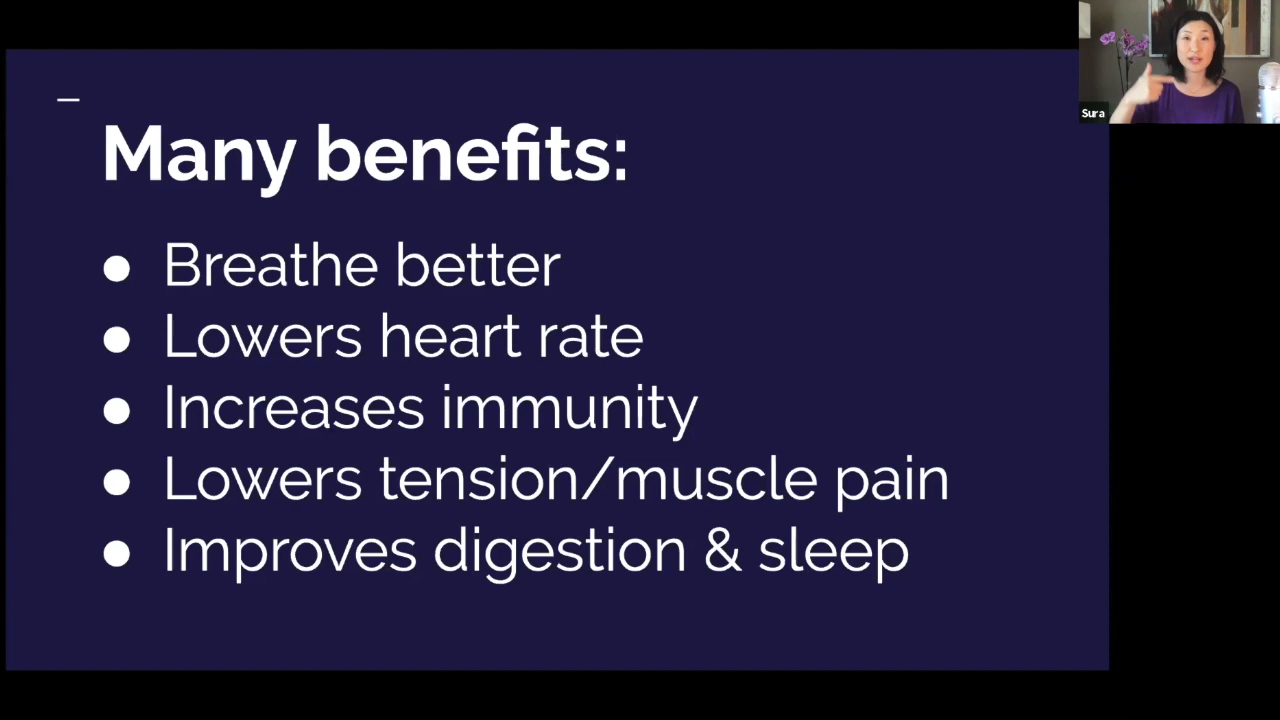 Many benefits:
● Breathe better
● Lowers heart rate
● Increases immunity
● Lowers tension/muscle pain
● Improves digestion & sleep
Sura